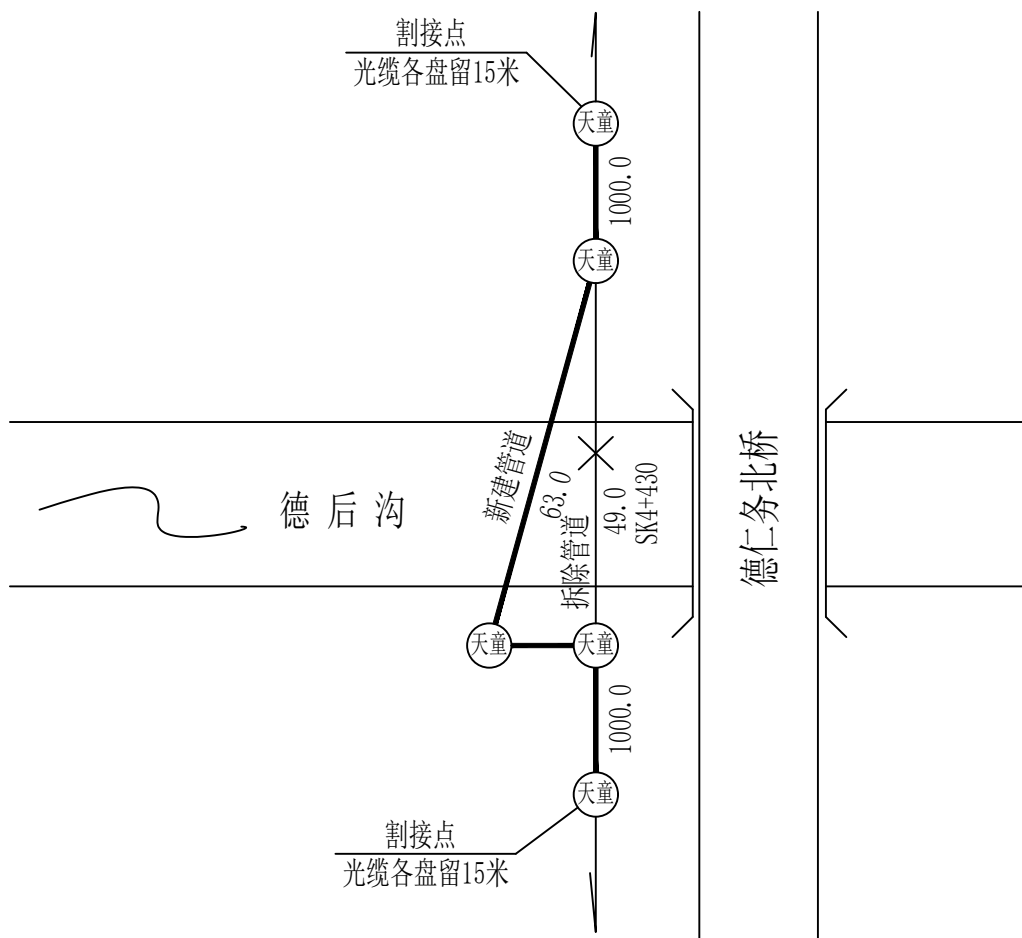 割接点
光缆各盘留15米
天童
1000.0
天童
新建管道
63.0
拆除管道
49.0
SK4+430
德后沟
德仁务北桥
天童
天童
1000.0
天童
割接点
光缆各盘留15米